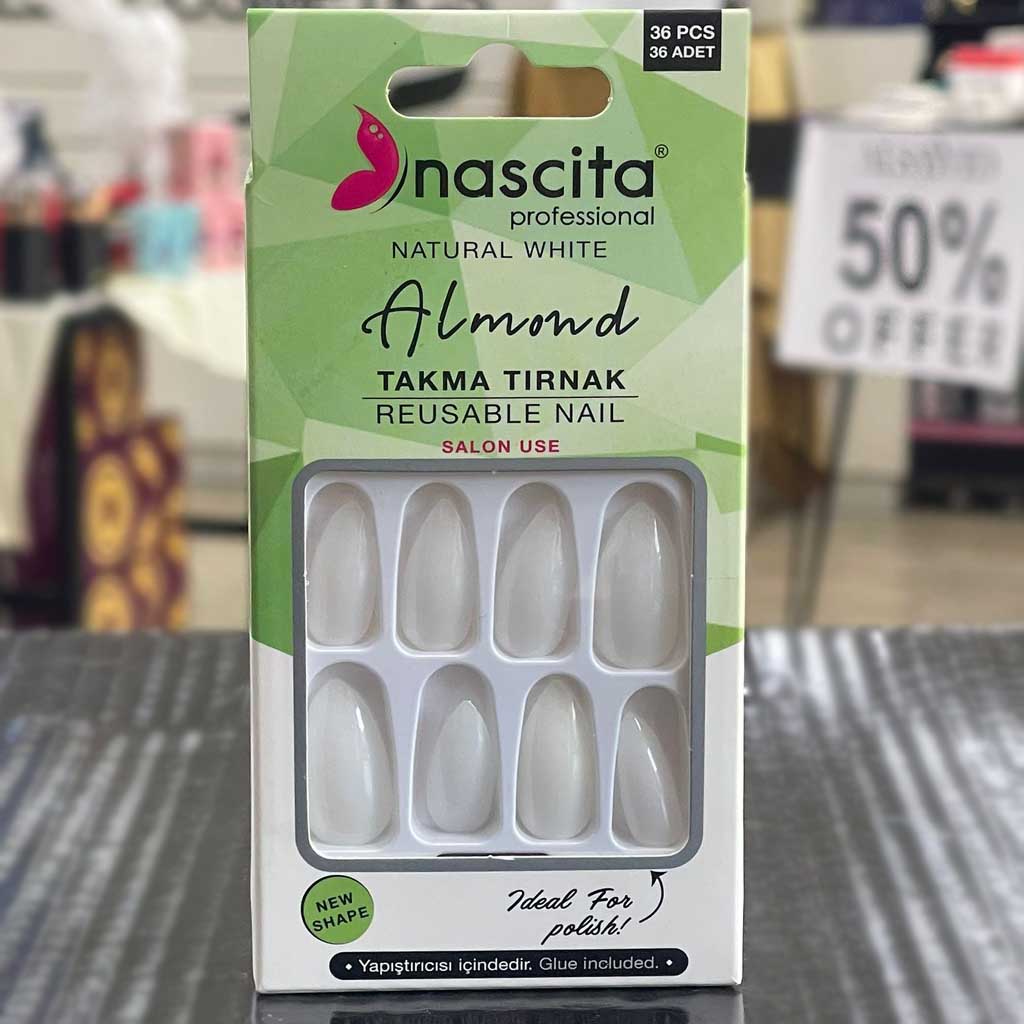 36 PCS
36 ADET
nascita®
professional
NATURAL WHITE
Almond
TAKMA TIRNAK
REUSABLE NAIL
SALON USE
NEW
SHAPE
Ideal For
polish!
• Yapıştırıcısı içindedir. Glue included. •
50%
OFFER